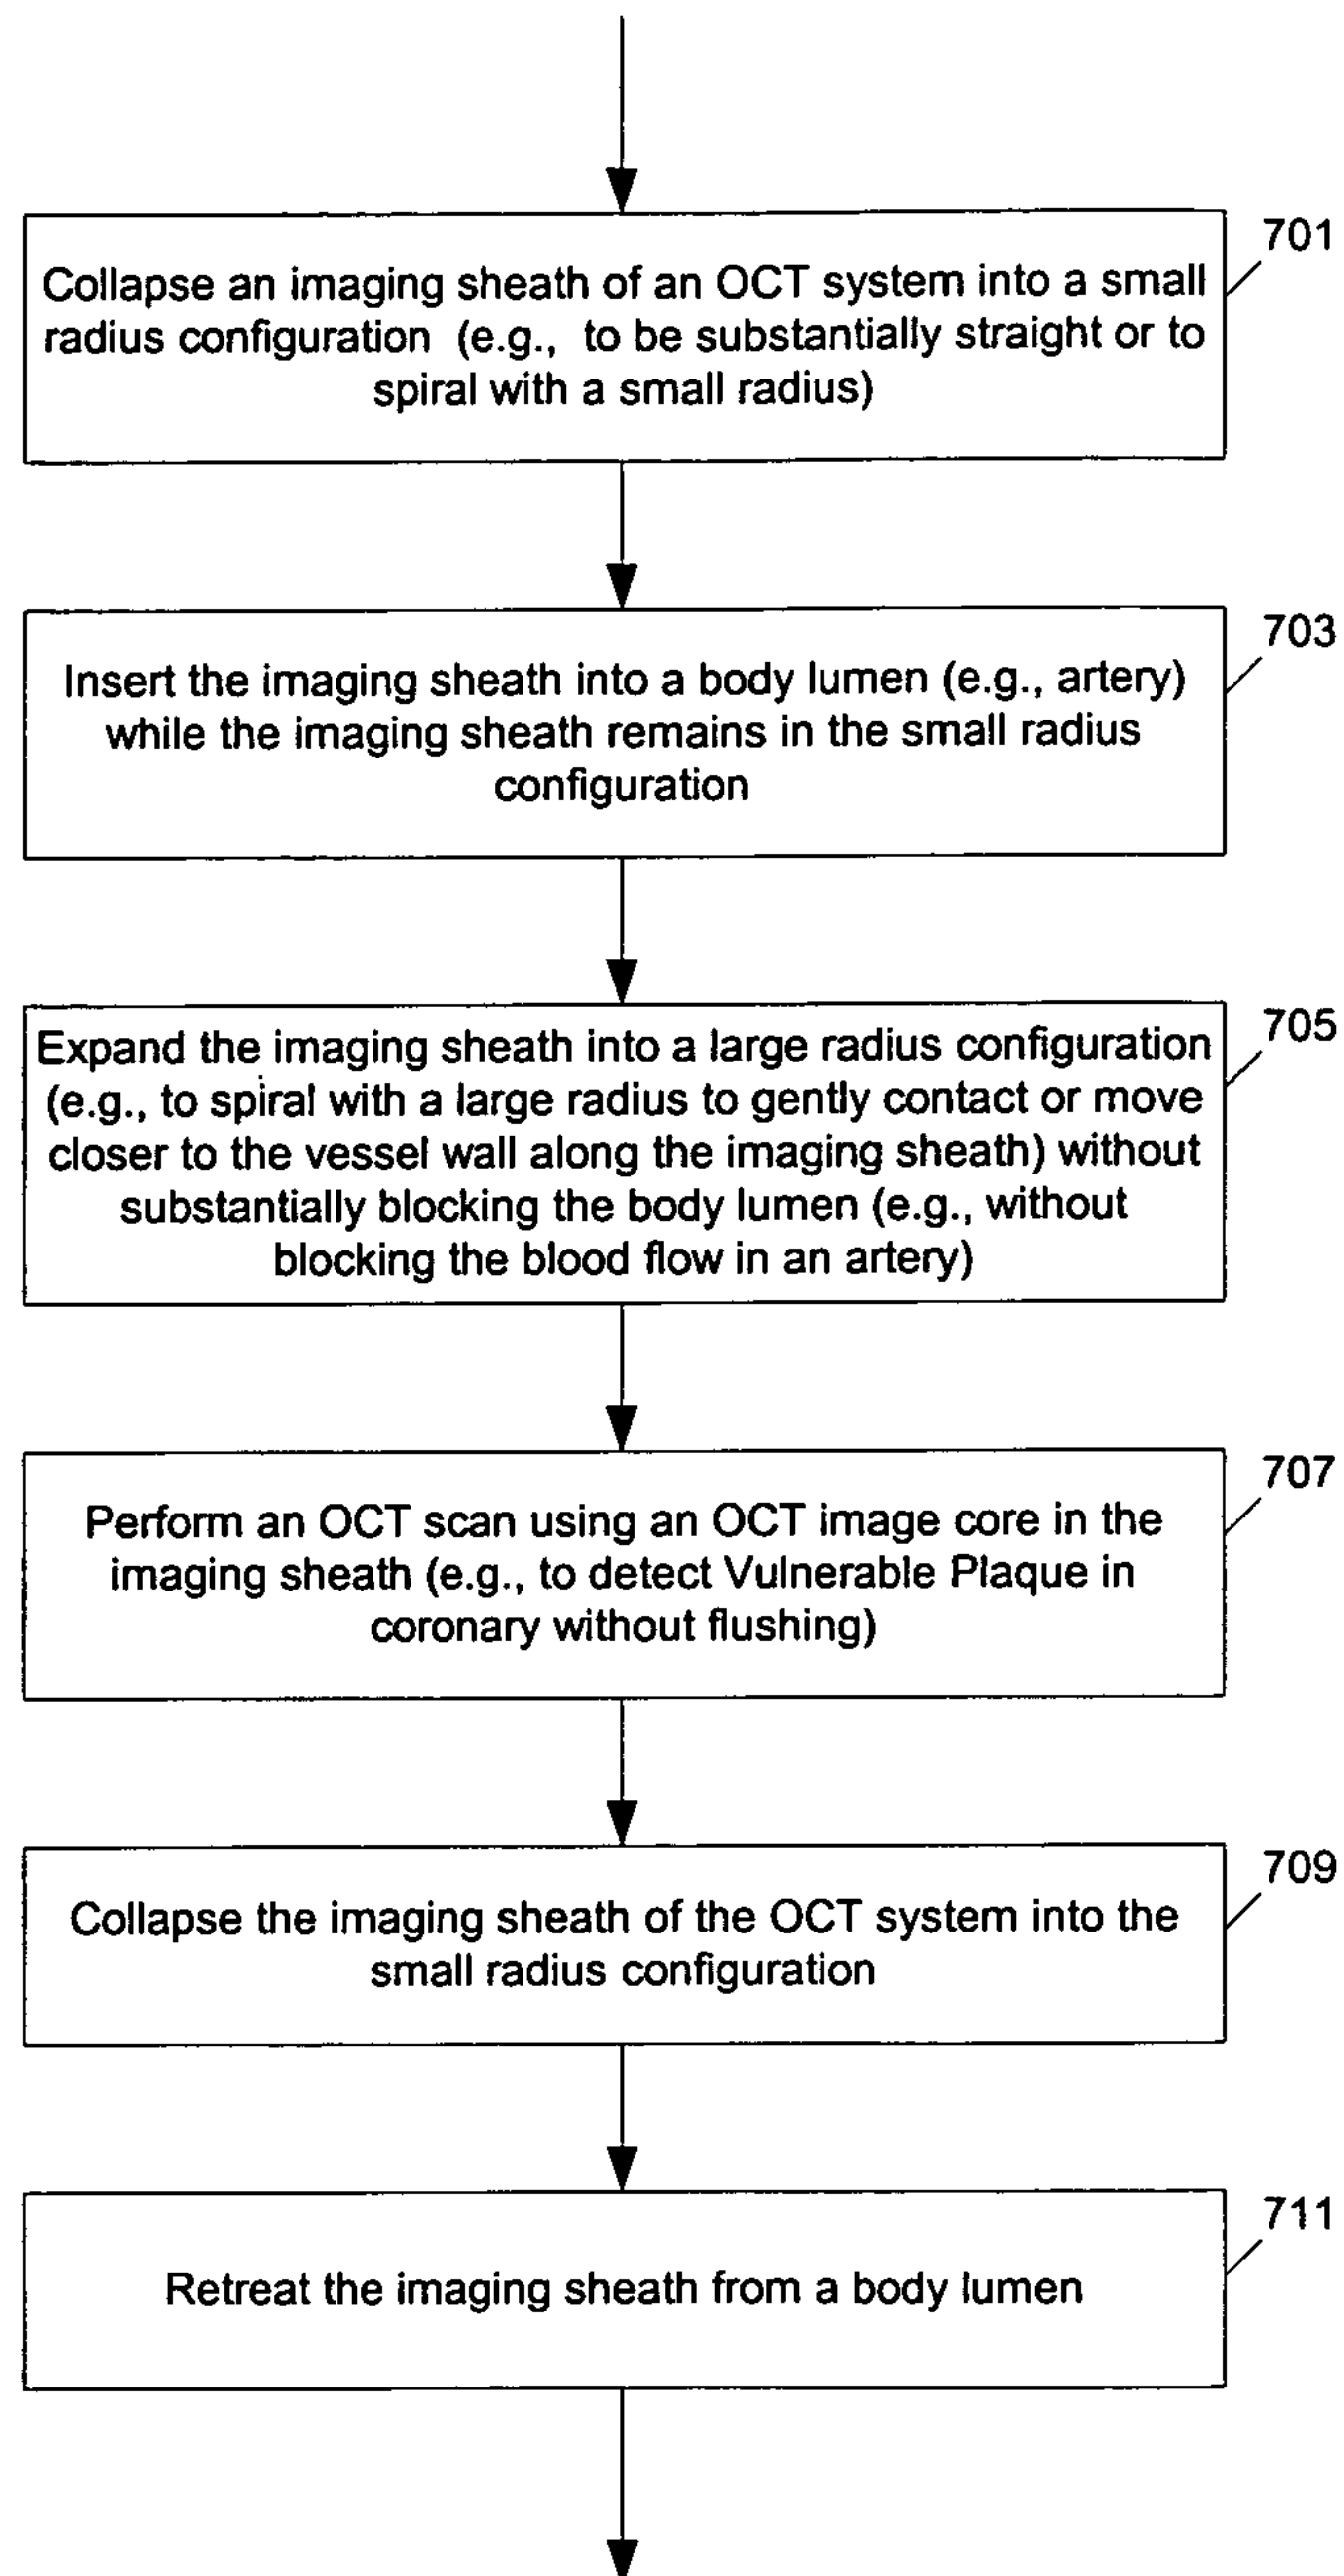 701
Collapse an imaging sheath of an OCT system into a small
radius configuration (e.g., to be substantially straight or to
spiral with a small radius)
703
Insert the imaging sheath into a body lumen (e.g., artery)
while the imaging sheath remains in the small radius
configuration
705
Expand the imaging sheath into a large radius configuration
(e.g., to spiral with a large radius to gently contact or move
closer to the vessel wall along the imaging sheath) without
substantially blocking the body lumen (e.g., without
blocking the blood flow in an artery)
707
Perform an OCT scan using an OCT image core in the
imaging sheath (e.g., to detect Vulnerable Plaque in
coronary without flushing)
709
Collapse the imaging sheath of the OCT system into the
small radius configuration
711
Retreat the imaging sheath from a body lumen